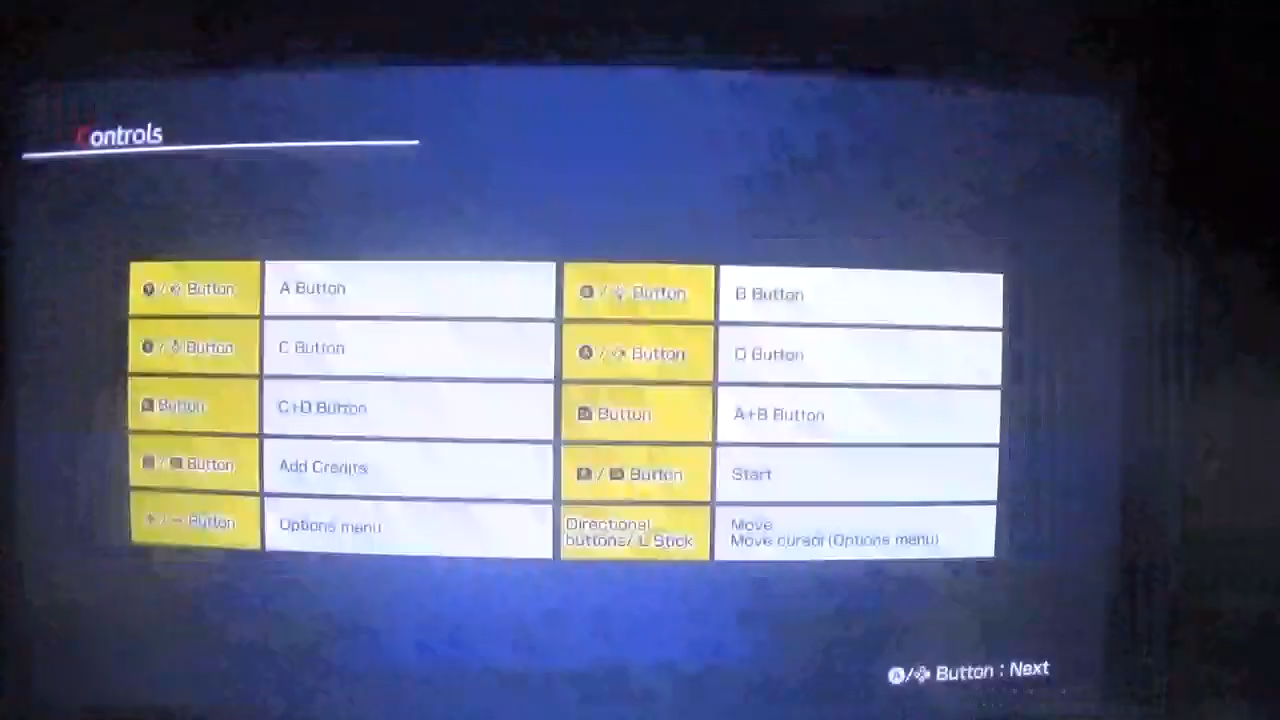 Controls
Y / Button
A Button
B / Button
B Button
/ Button
C Button
A / Button
D Button
Button
C+D Button
Button
A+B Button
/ Button
Add Credits
/ Button
Start
+ / - Button
Options menu
Directional
buttons/ L Stick
Move
Move cursor(Options menu)
A/ Button : Next